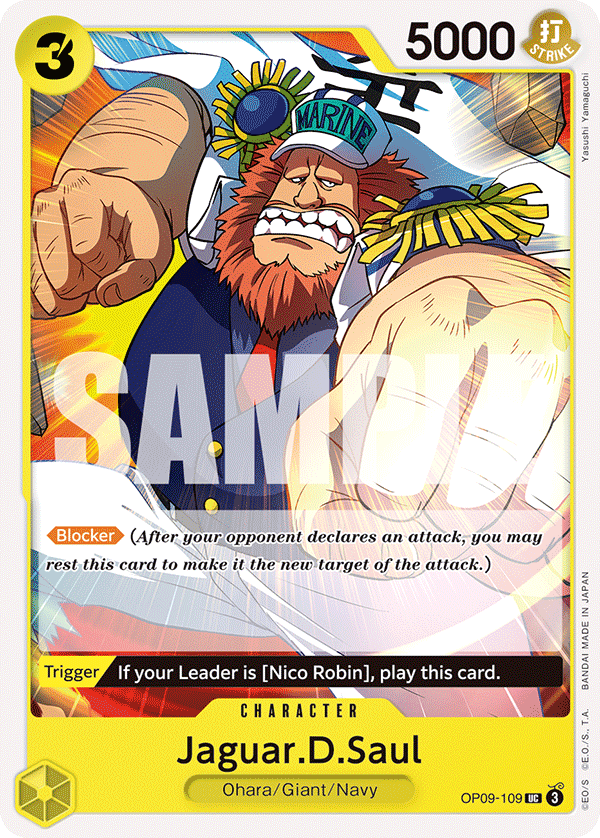 3
5000
打
STRIKE
Yasushi Yamaguchi
MARINE
SAMPLE
Blocker (After your opponent declares an attack, you may
rest this card to make it the new target of the attack.)
Trigger If your Leader is [Nico Robin], play this card.
CHARACTER
Jaguar.D.Saul
Ohara/Giant/Navy
OP09-109 UC 3
©EO/S ©E.O./S., T.A. BANDAI MADE IN JAPAN